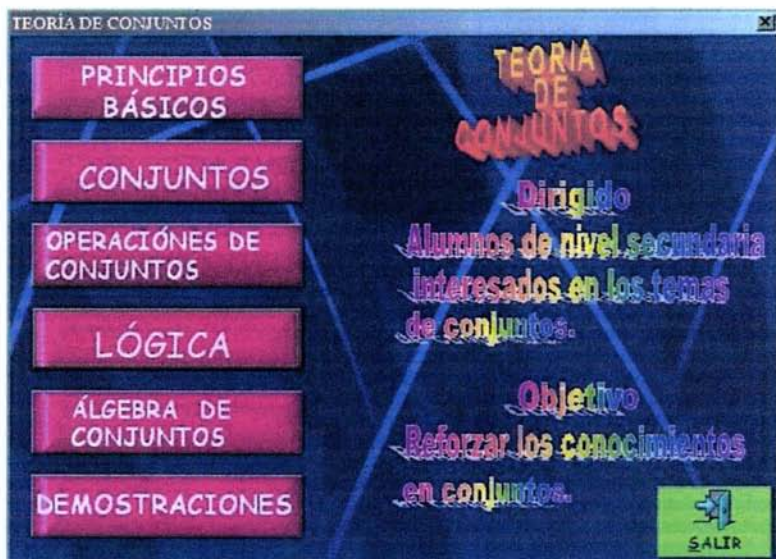 TEORÍA DE CONJUNTOS
PRINCIPIOS
BÁSICOS
CONJUNTOS
OPERACIÓNES DE
CONJUNTOS
LÓGICA
ÁLGEBRA DE
CONJUNTOS
DEMOSTRACIONES
TEORIA
DE
CONJUNTOS
Dirigido
Alumnos de nivel secundaria
interesados en los temas
de conjuntos.
Objetivo
Reforzar los conocimientos
en conjuntos.
SALIR